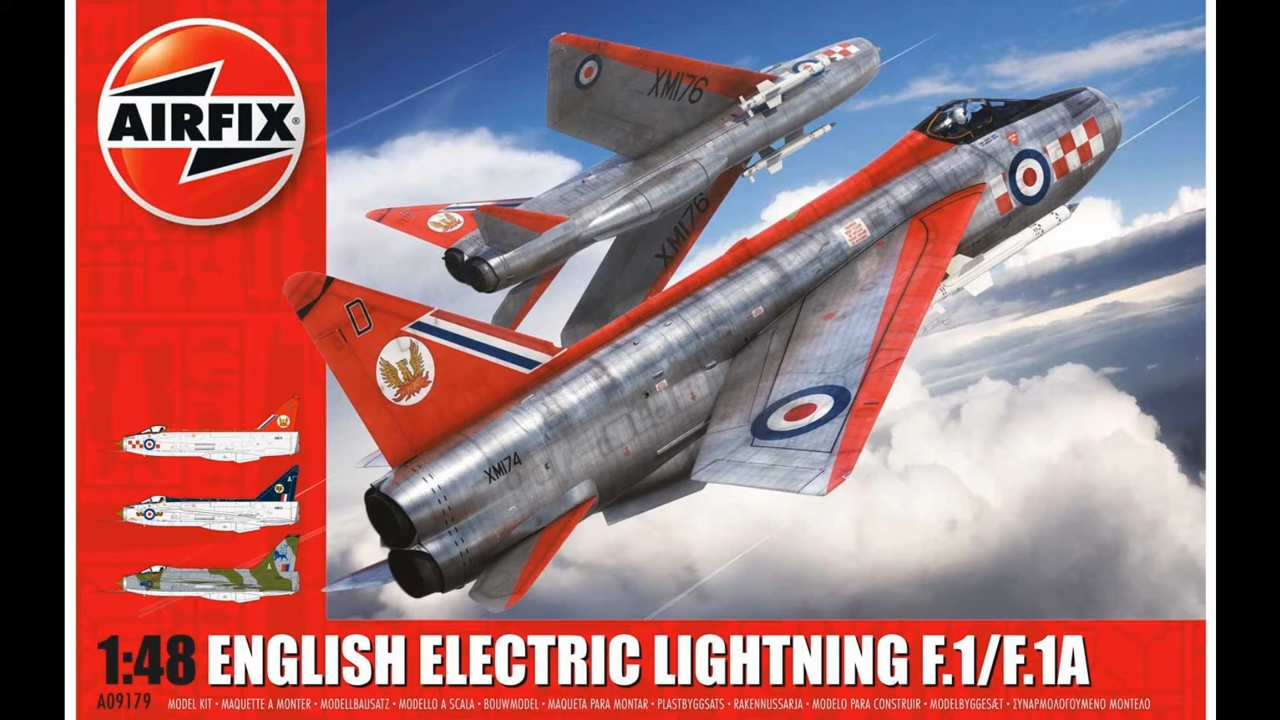 AIRFIX®
XM176
XM176
D
XM174
A
A
1:48 ENGLISH ELECTRIC LIGHTNING F.1/F.1A
A09179
MODEL KIT • MAQUETTE A MONTER • MODELLBAUSATZ • MODELLO A SCALA • BOUWMODEL • MAQUETA PARA MONTAR • PLASTBYGGSATS • RAKENNUSSARJA • MODELO PARA CONSTRUIR • MODELBYGGESÆT • ΣΥΝΑΡΜΟΛΟΓΟΥΜΕΝΟ ΜΟΝΤΕΛΟ